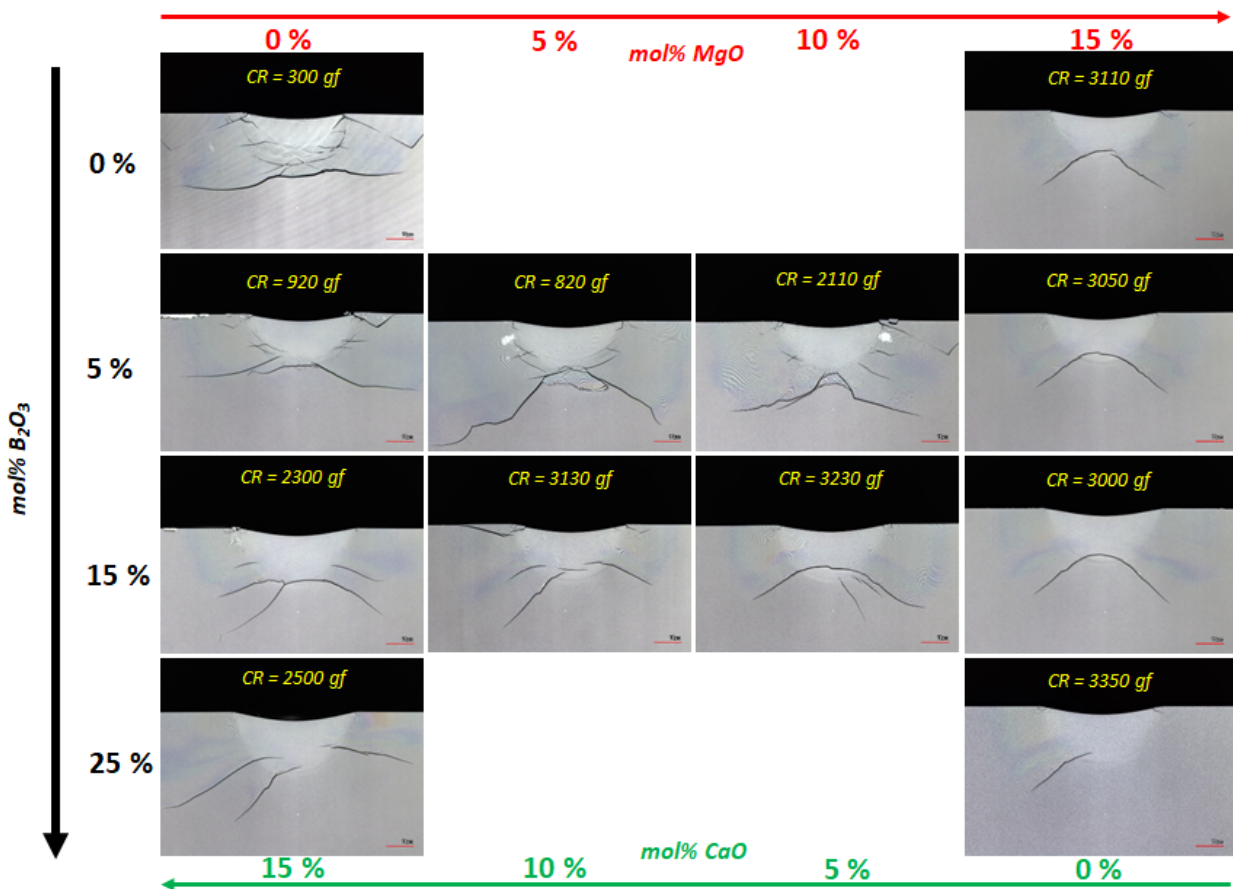 0 % 5 % 10 % 15 %
mol% MgO
CR = 300 gf CR = 3110 gf
0 %
CR = 920 gf CR = 820 gf CR = 2110 gf CR = 3050 gf
5 %
mol% B₂O₃
CR = 2300 gf CR = 3130 gf CR = 3230 gf CR = 3000 gf
15 %
CR = 2500 gf CR = 3350 gf
25 %
mol% CaO
15 % 10 % 5 % 0 %